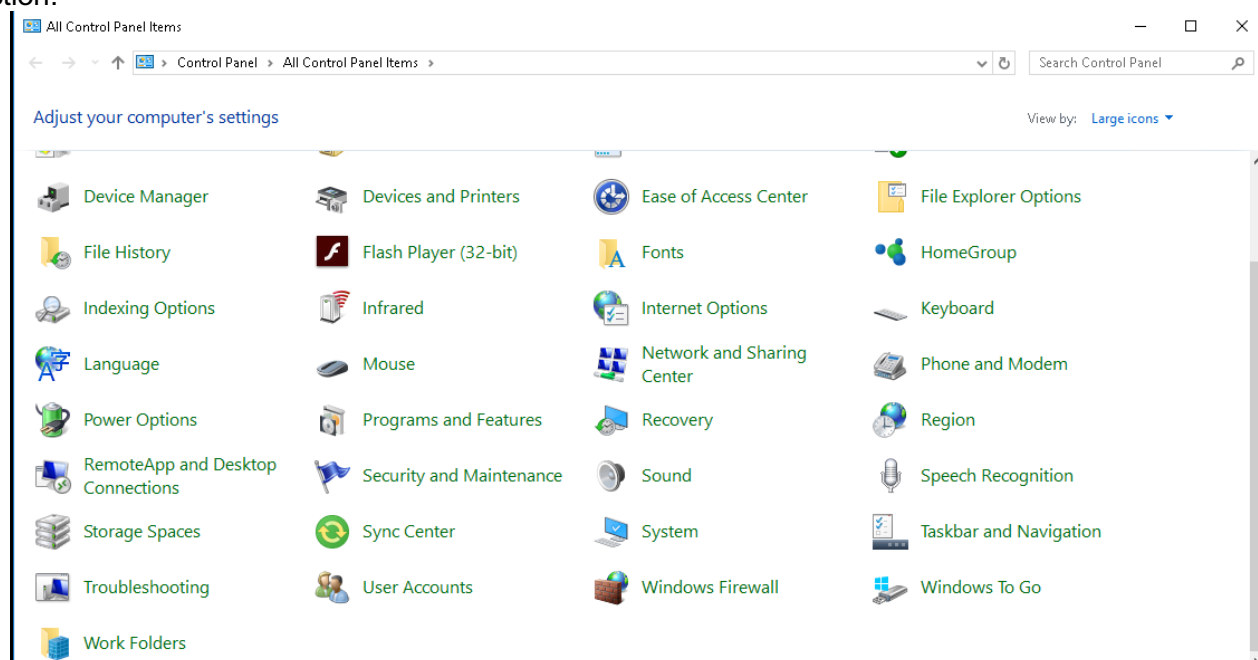 All Control Panel Items
Control Panel > All Control Panel Items >
Search Control Panel
Adjust your computer's settings
View by: Large icons
Device Manager
Devices and Printers
Ease of Access Center
File Explorer Options
File History
Flash Player (32-bit)
Fonts
HomeGroup
Indexing Options
Infrared
Internet Options
Keyboard
Language
Mouse
Network and Sharing
Center
Phone and Modem
Power Options
Programs and Features
Recovery
Region
RemoteApp and Desktop
Connections
Security and Maintenance
Sound
Speech Recognition
Storage Spaces
Sync Center
System
Taskbar and Navigation
Troubleshooting
User Accounts
Windows Firewall
Windows To Go
Work Folders